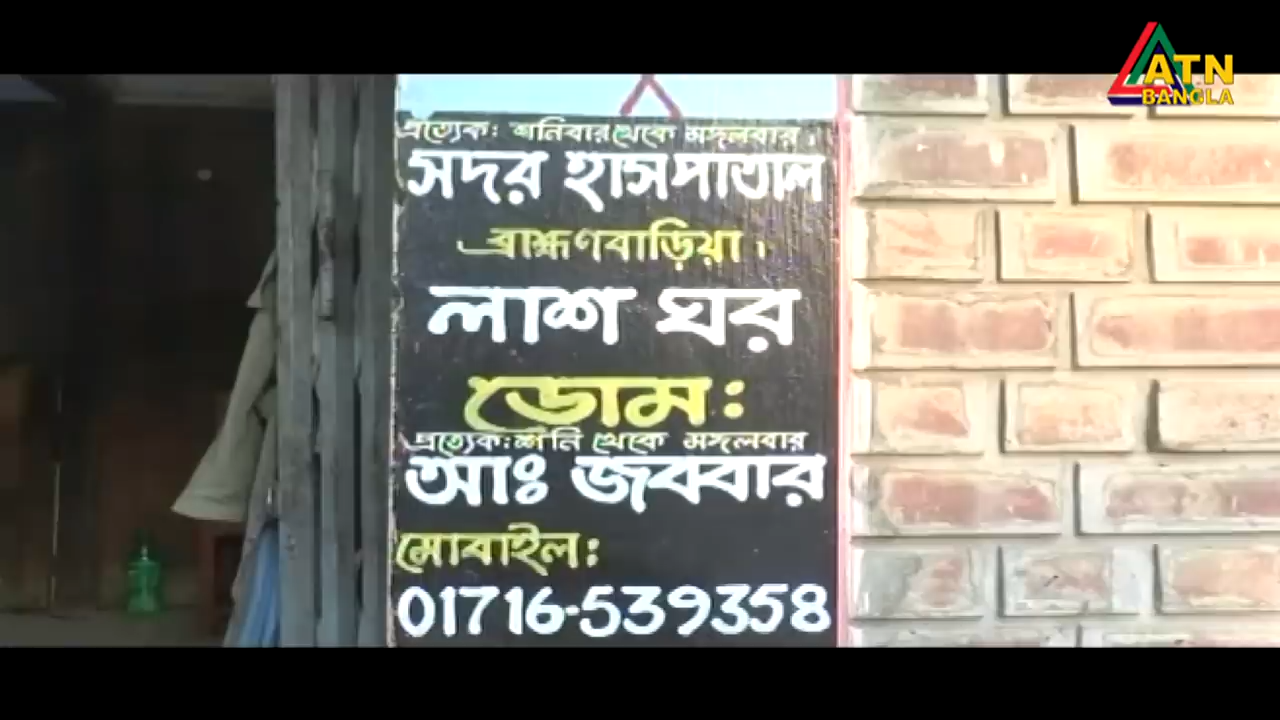 ATN
BANGLA
প্রত্যেক: শনিবার থেকে মঙ্গলবার।
সদর হাসপাতাল
ব্রাহ্মণবাড়িয়া।
লাশ ঘর
ডোম:
প্রত্যেক:শনি থেকে মঙ্গলবার
আঃ জব্বার
মোবাইল:
01716-539358